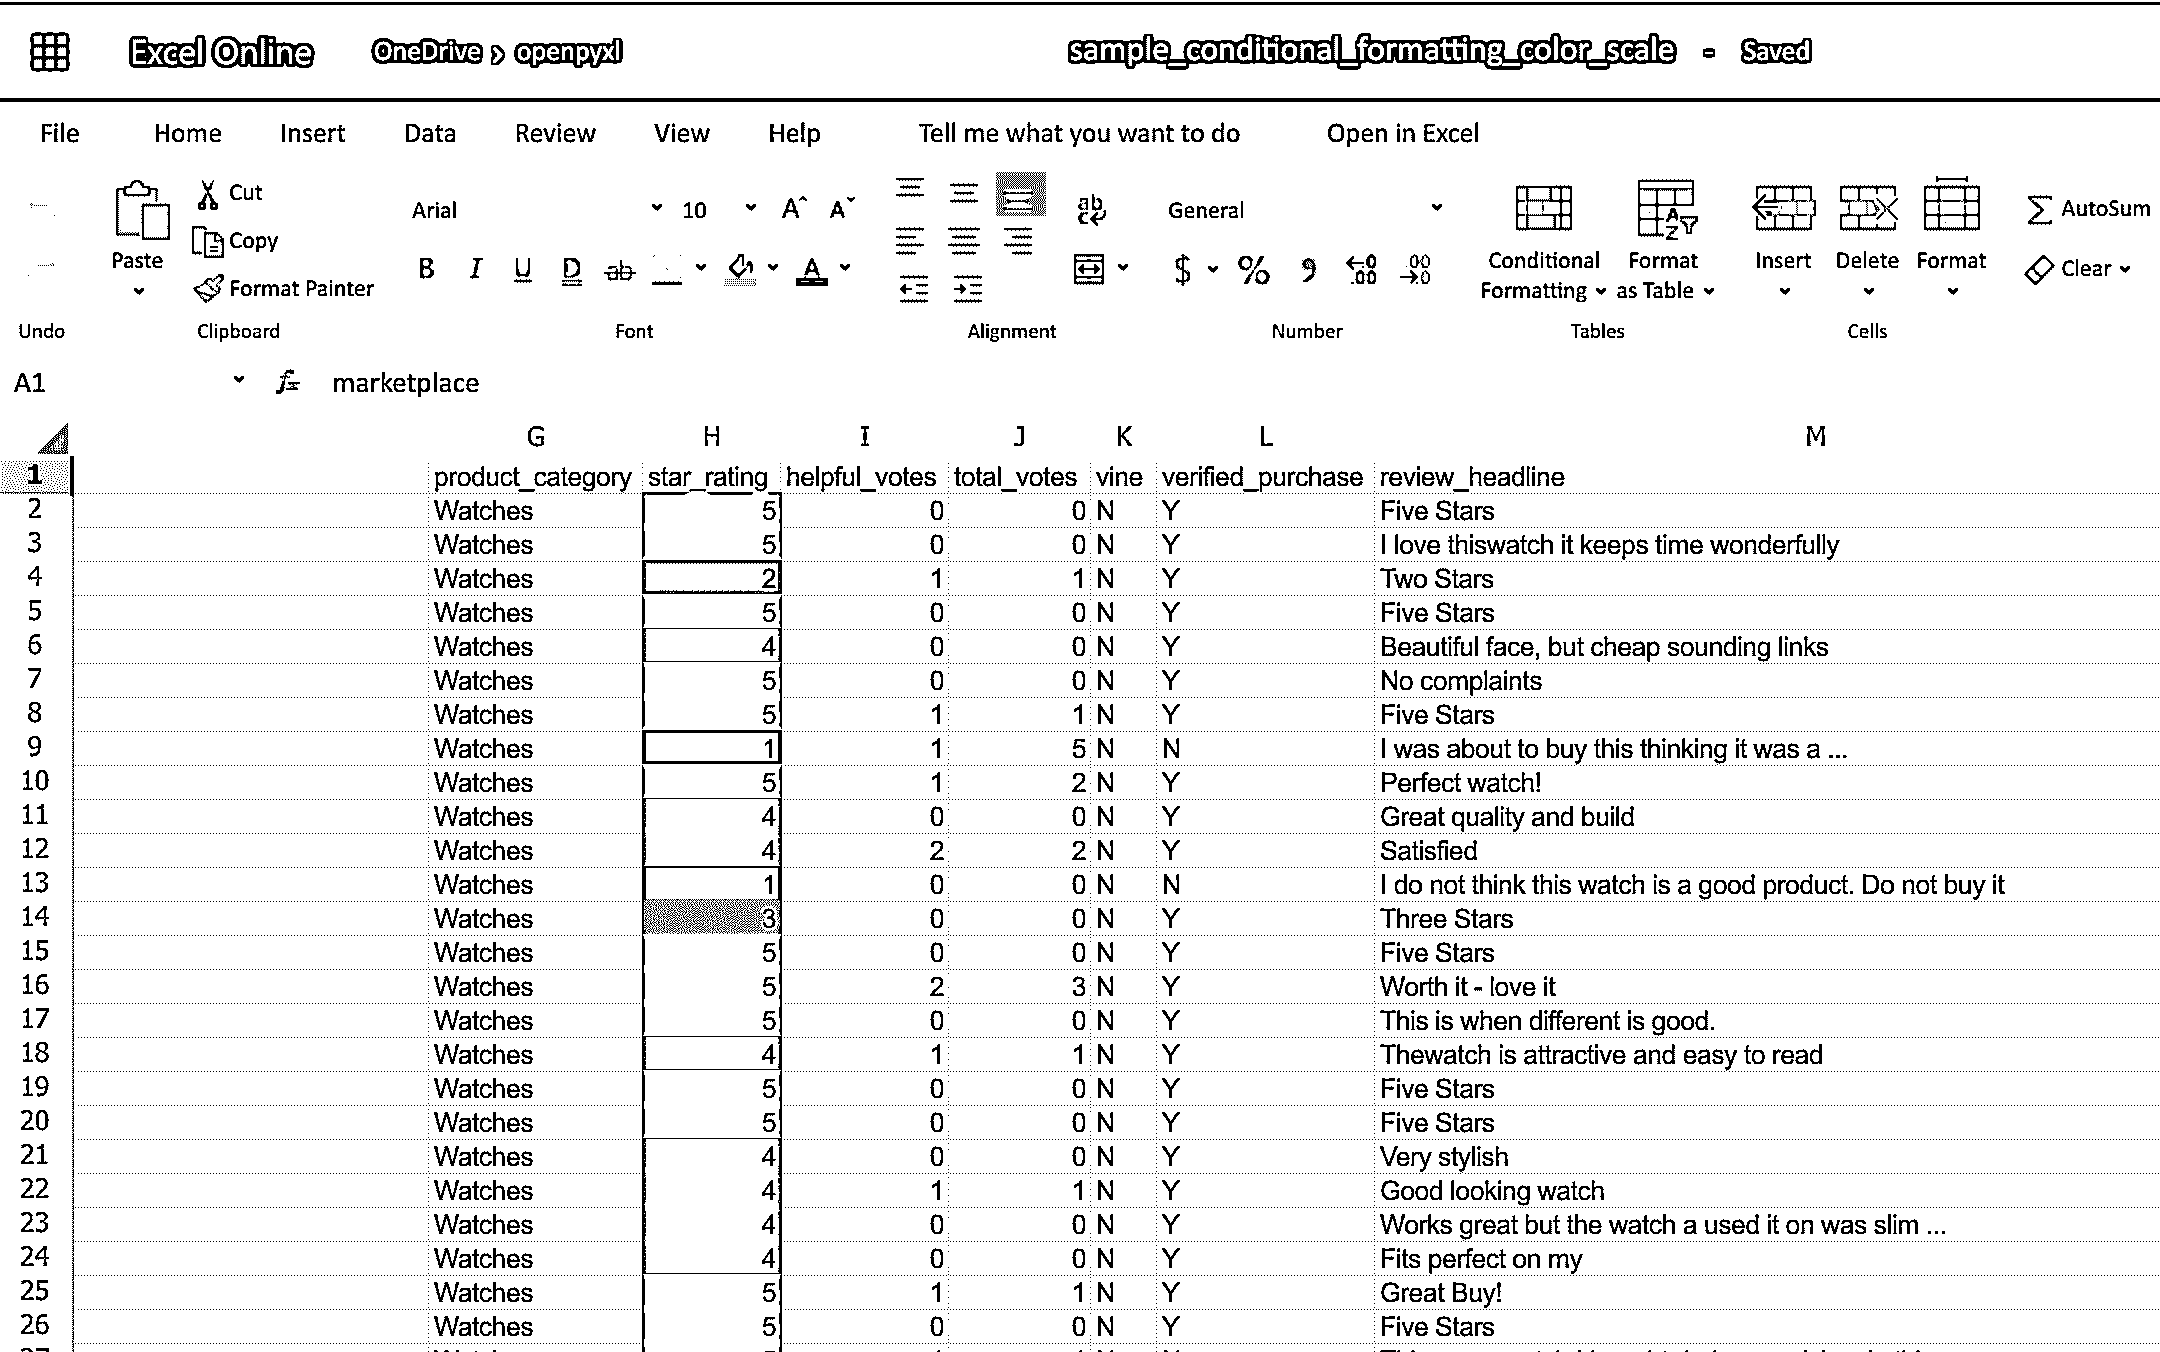 Excel Online OneDrive › openpyxl sample_conditional_formatting_color_scale - Saved
File Home Insert Data Review View Help Tell me what you want to do Open in Excel
Cut
Copy
Format Painter
Paste
Arial 10 A A ab General
B I U D ab A $ % 9 .00 .00
Conditional Formatting Format as Table Insert Delete Format AutoSum
Clear
Undo Clipboard Font Alignment Number Tables Cells
A1 fx marketplace
G H I J K L M
1 product_category star_rating helpful_votes total_votes vine verified_purchase review_headline
2 Watches 5 0 0 N Y Five Stars
3 Watches 5 0 0 N Y I love thiswatch it keeps time wonderfully
4 Watches 2 1 1 N Y Two Stars
5 Watches 5 0 0 N Y Five Stars
6 Watches 4 0 0 N Y Beautiful face, but cheap sounding links
7 Watches 5 0 0 N Y No complaints
8 Watches 5 1 1 N Y Five Stars
9 Watches 1 1 5 N N I was about to buy this thinking it was a ...
10 Watches 5 1 2 N Y Perfect watch!
11 Watches 4 0 0 N Y Great quality and build
12 Watches 4 2 2 N Y Satisfied
13 Watches 1 0 0 N N I do not think this watch is a good product. Do not buy it
14 Watches 3 0 0 N Y Three Stars
15 Watches 5 0 0 N Y Five Stars
16 Watches 5 2 3 N Y Worth it - love it
17 Watches 5 0 0 N Y This is when different is good.
18 Watches 4 1 1 N Y Thewatch is attractive and easy to read
19 Watches 5 0 0 N Y Five Stars
20 Watches 5 0 0 N Y Five Stars
21 Watches 4 0 0 N Y Very stylish
22 Watches 4 1 1 N Y Good looking watch
23 Watches 4 0 0 N Y Works great but the watch a used it on was slim ...
24 Watches 4 0 0 N Y Fits perfect on my
25 Watches 5 1 1 N Y Great Buy!
26 Watches 5 0 0 N Y Five Stars